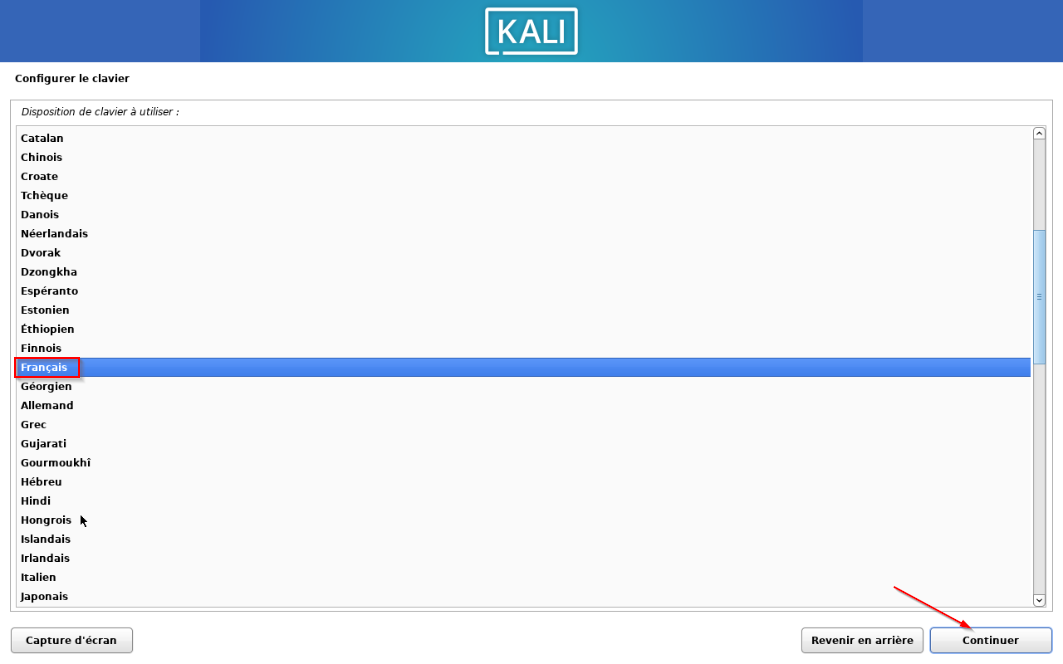 KALI
Configurer le clavier
Disposition de clavier à utiliser :
Catalan
Chinois
Croate
Tchèque
Danois
Néerlandais
Dvorak
Dzongkha
Espéranto
Estonien
Éthiopien
Finnois
Français
Géorgien
Allemand
Grec
Gujarati
Gourmoukhî
Hébreu
Hindi
Hongrois
Islandais
Irlandais
Italien
Japonais
Capture d'écran
Revenir en arrière
Continuer